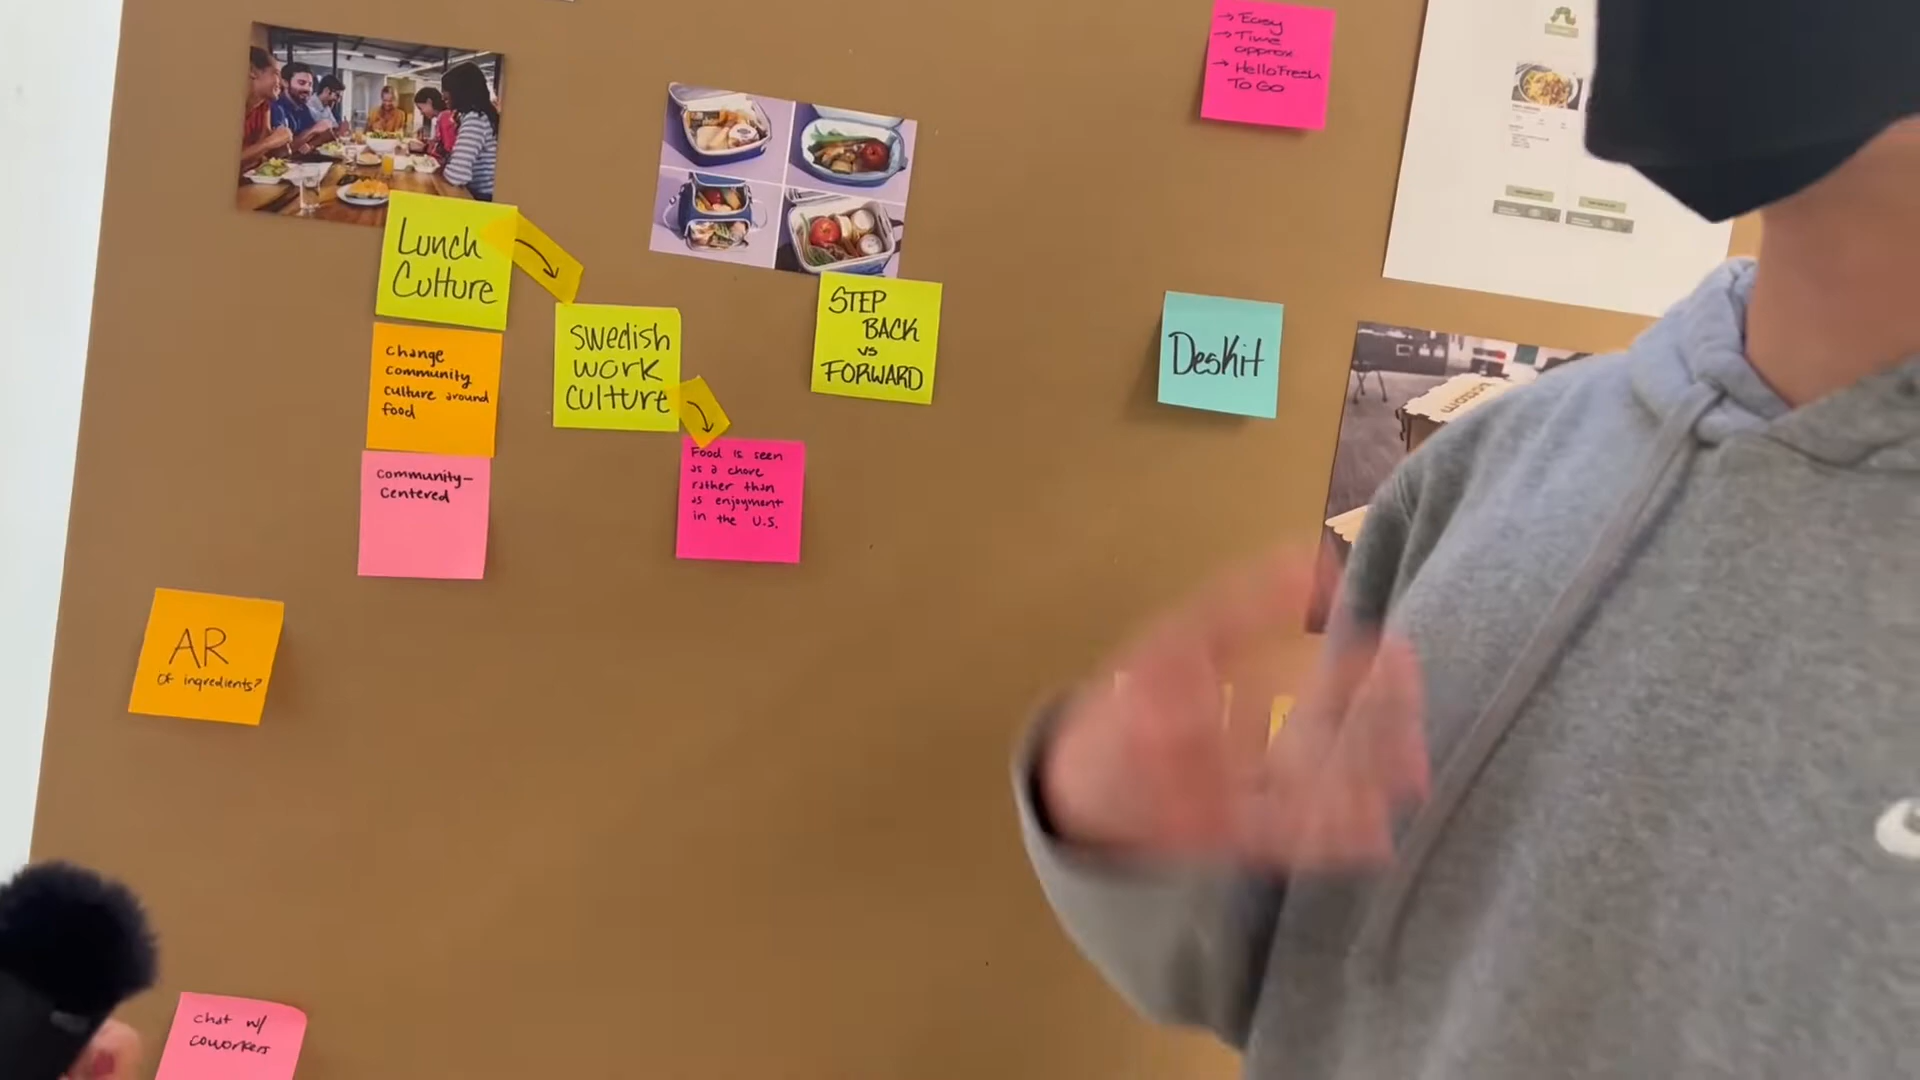 → Easy
→ Time
approx
→ HelloFresh
To Go
Lunch
Culture
Swedish
work
culture
STEP
BACK
vs
FORWARD
DesKit
change
community
culture around
food
community-
centered
Food is seen
as a chore
rather than
as enjoyment
in the U.S.
AR
of ingredients?
chat w/
coworkers